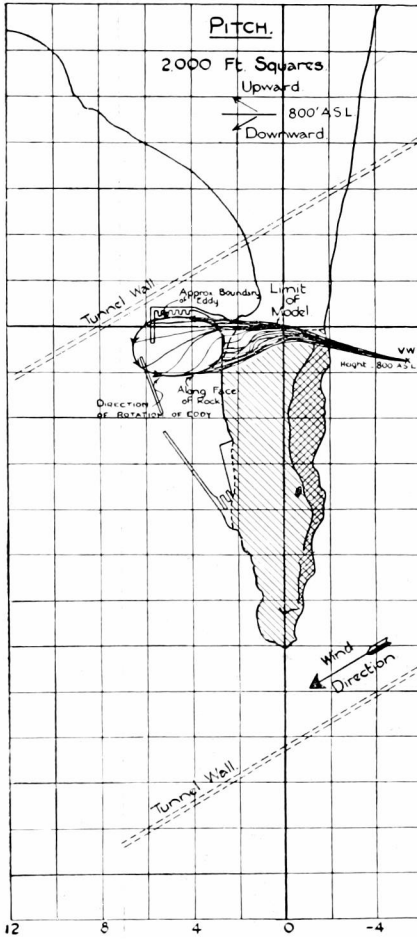 PITCH.
2,000 Ft. Squares
Upward
800' ASL
Downward
Tunnel Wall
Approx Boundary
of Eddy
Limit
of
Model
VW
Height - 800 ASL
Along Face
of Rock
DIRECTION
OF ROTATION OF EDDY
Wind
Direction
Tunnel Wall.
12 8 4 0 -4